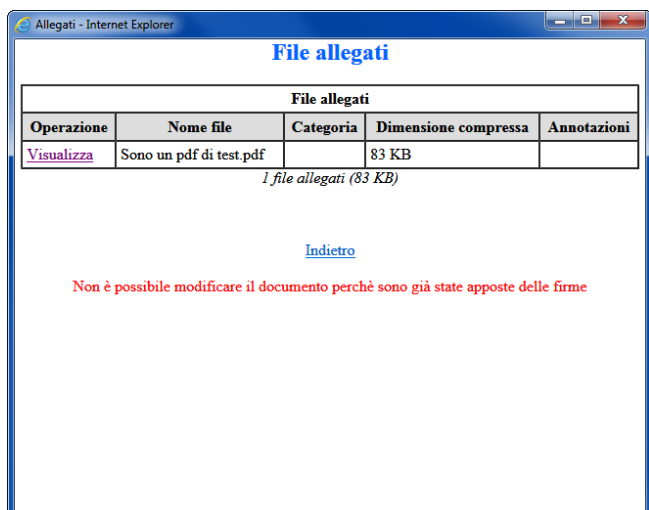 Allegati - Internet Explorer
File allegati
File allegati
Operazione Nome file Categoria Dimensione compressa Annotazioni
Visualizza Sono un pdf di test.pdf 83 KB
1 file allegati (83 KB)
Indietro
Non è possibile modificare il documento perchè sono già state apposte delle firme